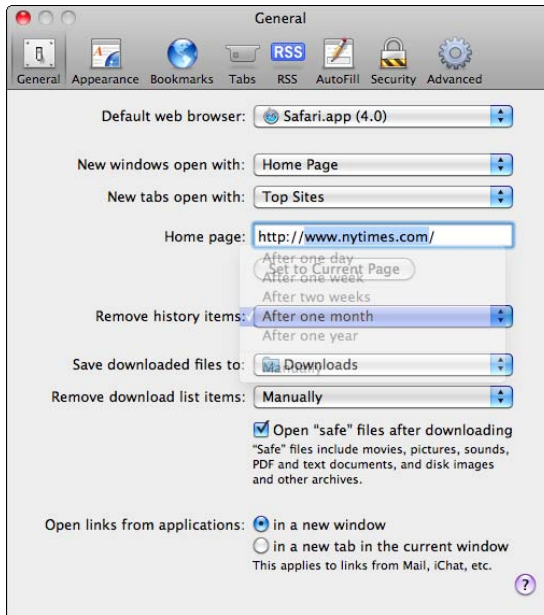 General
General Appearance Bookmarks Tabs RSS RSS AutoFill Security Advanced
Default web browser: Safari.app (4.0)
New windows open with: Home Page
New tabs open with: Top Sites
Home page: http://www.nytimes.com/
After one day
Set to Current Page
After one week
After two weeks
Remove history items: After one month
After one year
Save downloaded files to: Downloads
Manually
Remove download list items: Manually
Open “safe” files after downloading
“Safe” files include movies, pictures, sounds,
PDF and text documents, and disk images
and other archives.
Open links from applications: in a new window
in a new tab in the current window
This applies to links from Mail, iChat, etc.
?